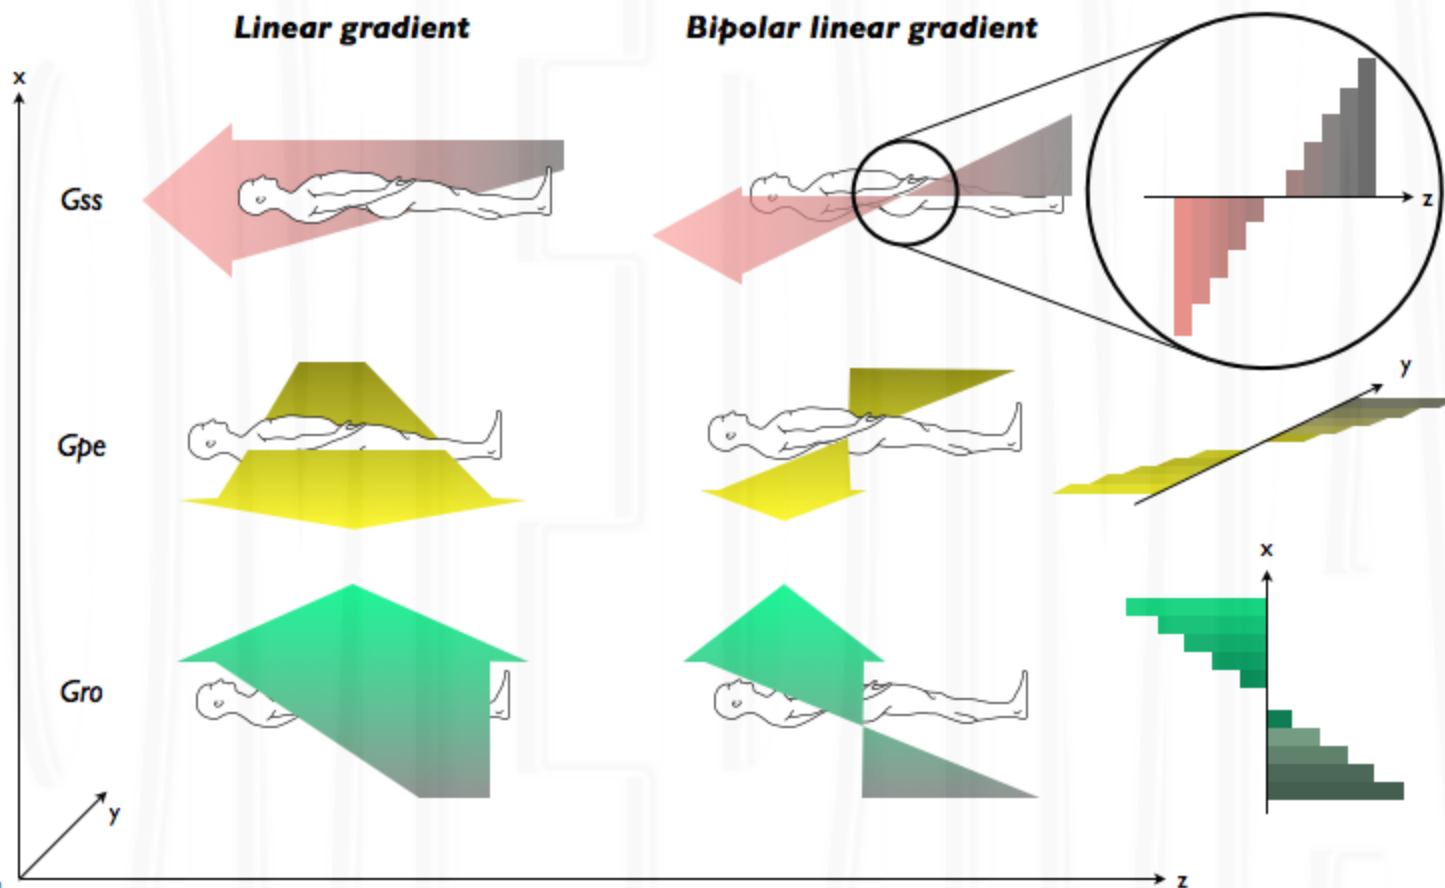 Linear gradient
Bipolar linear gradient
x
Gss
z
y
Gpe
x
Gro
y
z